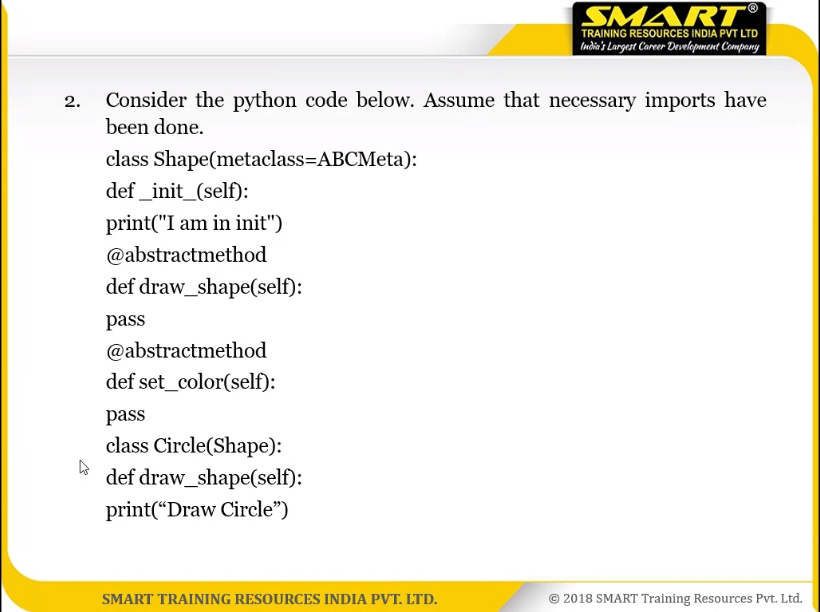 SMART®
TRAINING RESOURCES INDIA PVT LTD
India's Largest Career Development Company
2. Consider the python code below. Assume that necessary imports have
been done.
class Shape(metaclass=ABCMeta):
def _init_(self):
print("I am in init")
@abstractmethod
def draw_shape(self):
pass
@abstractmethod
def set_color(self):
pass
class Circle(Shape):
def draw_shape(self):
print(“Draw Circle”)
SMART TRAINING RESOURCES INDIA PVT. LTD.
© 2018 SMART Training Resources Pvt. Ltd.